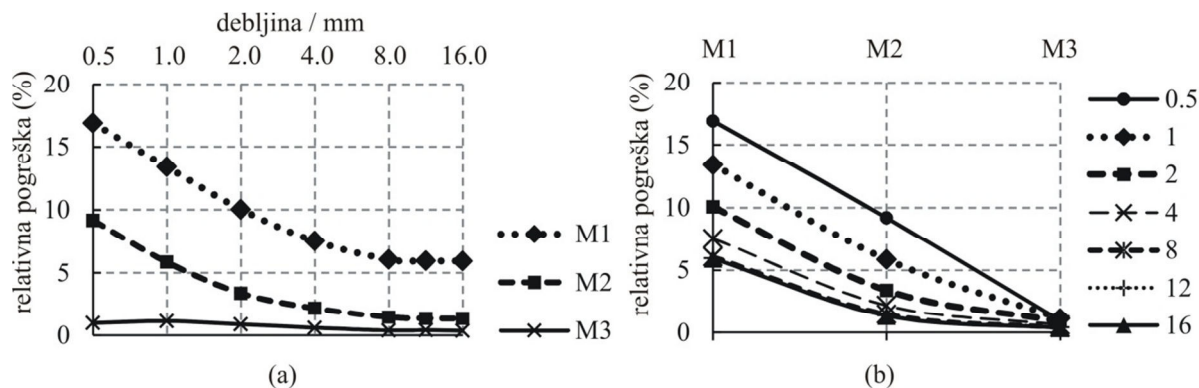 debljina / mm
0.5 1.0 2.0 4.0 8.0 16.0
relativna pogreška (%)
20
15
10
5
0
M1
M2
M3
(a)
M1 M2 M3
relativna pogreška (%)
20
15
10
5
0
0.5
1
2
4
8
12
16
(b)